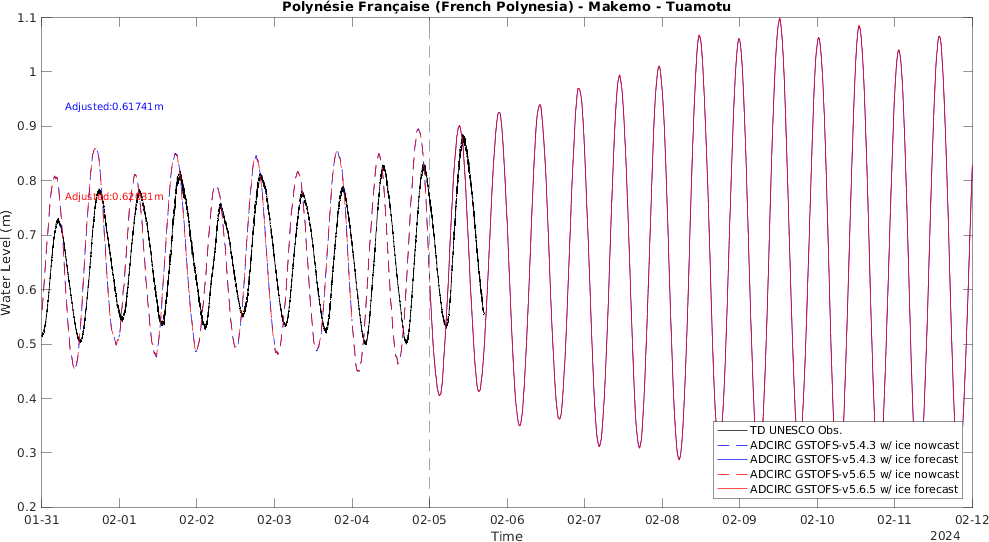 Polynésie Française (French Polynesia) - Makemo - Tuamotu
1.1
1
0.9
0.8
0.7
0.6
0.5
0.4
0.3
0.2
Water Level (m)
Adjusted:0.61741m
TD UNESCO Obs.
ADCIRC GSTOFS-v5.4.3 w/ ice nowcast
ADCIRC GSTOFS-v5.4.3 w/ ice forecast
ADCIRC GSTOFS-v5.6.5 w/ ice nowcast
ADCIRC GSTOFS-v5.6.5 w/ ice forecast
01-31 02-01 02-02 02-03 02-04 02-05 02-06 02-07 02-08 02-09 02-10 02-11 02-12
Time
2024